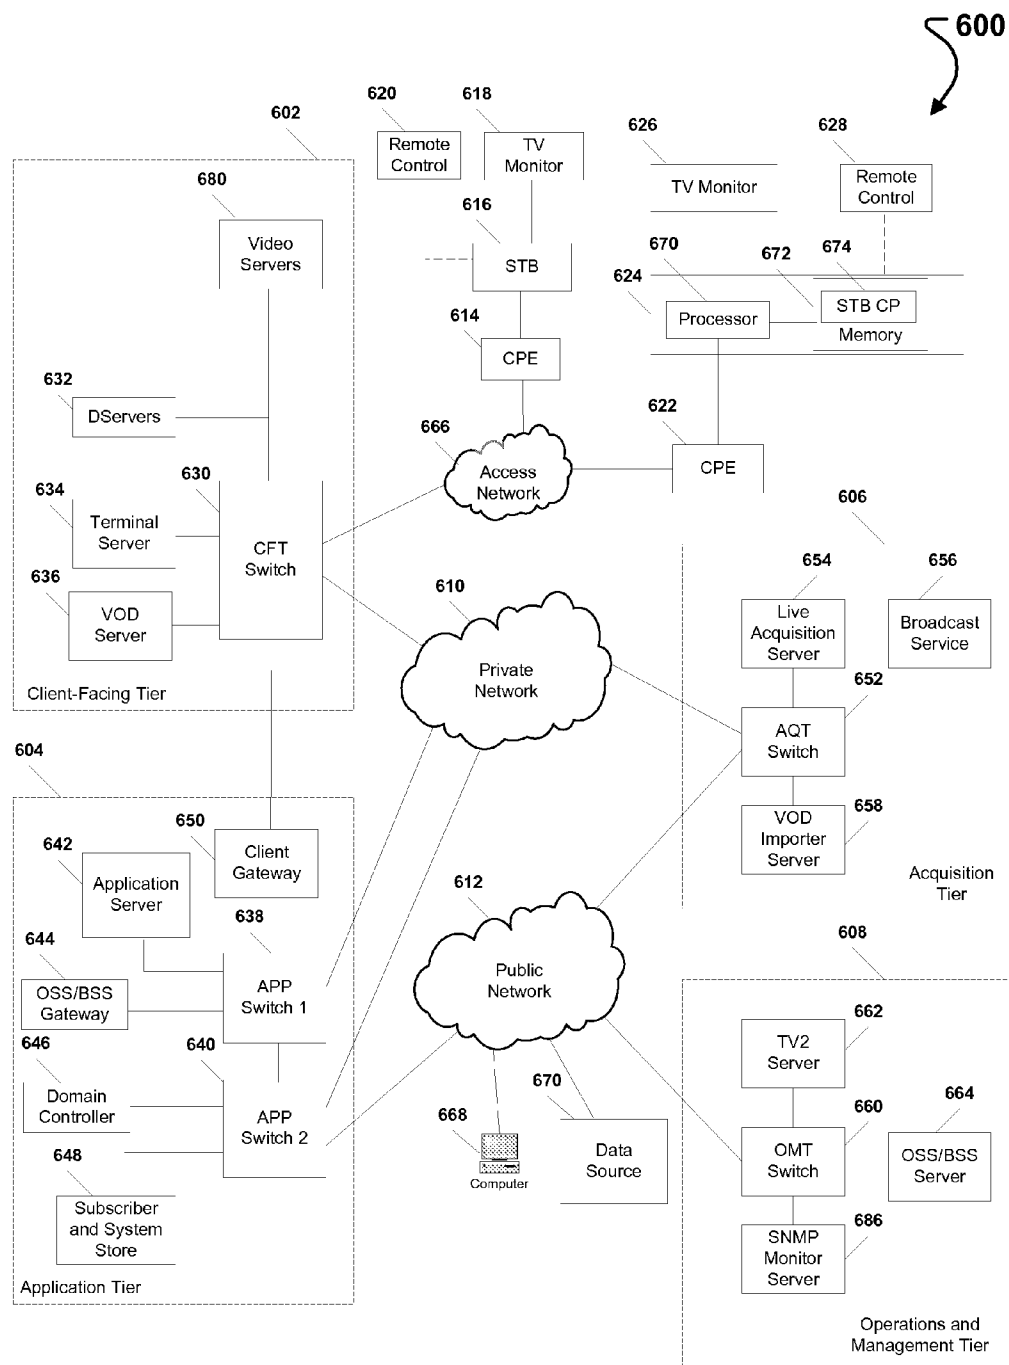 600
620
618
602
626
628
Remote
Control
TV
Monitor
TV Monitor
Remote
Control
680
616
670
672
674
Video
Servers
STB
624
Processor
STB CP
Memory
614
CPE
632
DServers
622
666
CPE
Access
Network
634
630
606
Terminal
Server
CFT
Switch
636
610
654
656
VOD
Server
Live
Acquisition
Server
Broadcast
Service
Private
Network
652
Client-Facing Tier
AQT
Switch
604
650
658
VOD
Importer
Server
642
Client
Gateway
Application
Server
612
Acquisition
Tier
638
644
608
Public
Network
OSS/BSS
Gateway
APP
Switch 1
662
646
640
TV2
Server
Domain
Controller
670
660
664
668
APP
Switch 2
Data
Source
OMT
Switch
OSS/BSS
Server
648
Computer
Subscriber
and System
Store
686
SNMP
Monitor
Server
Application Tier
Operations and
Management Tier